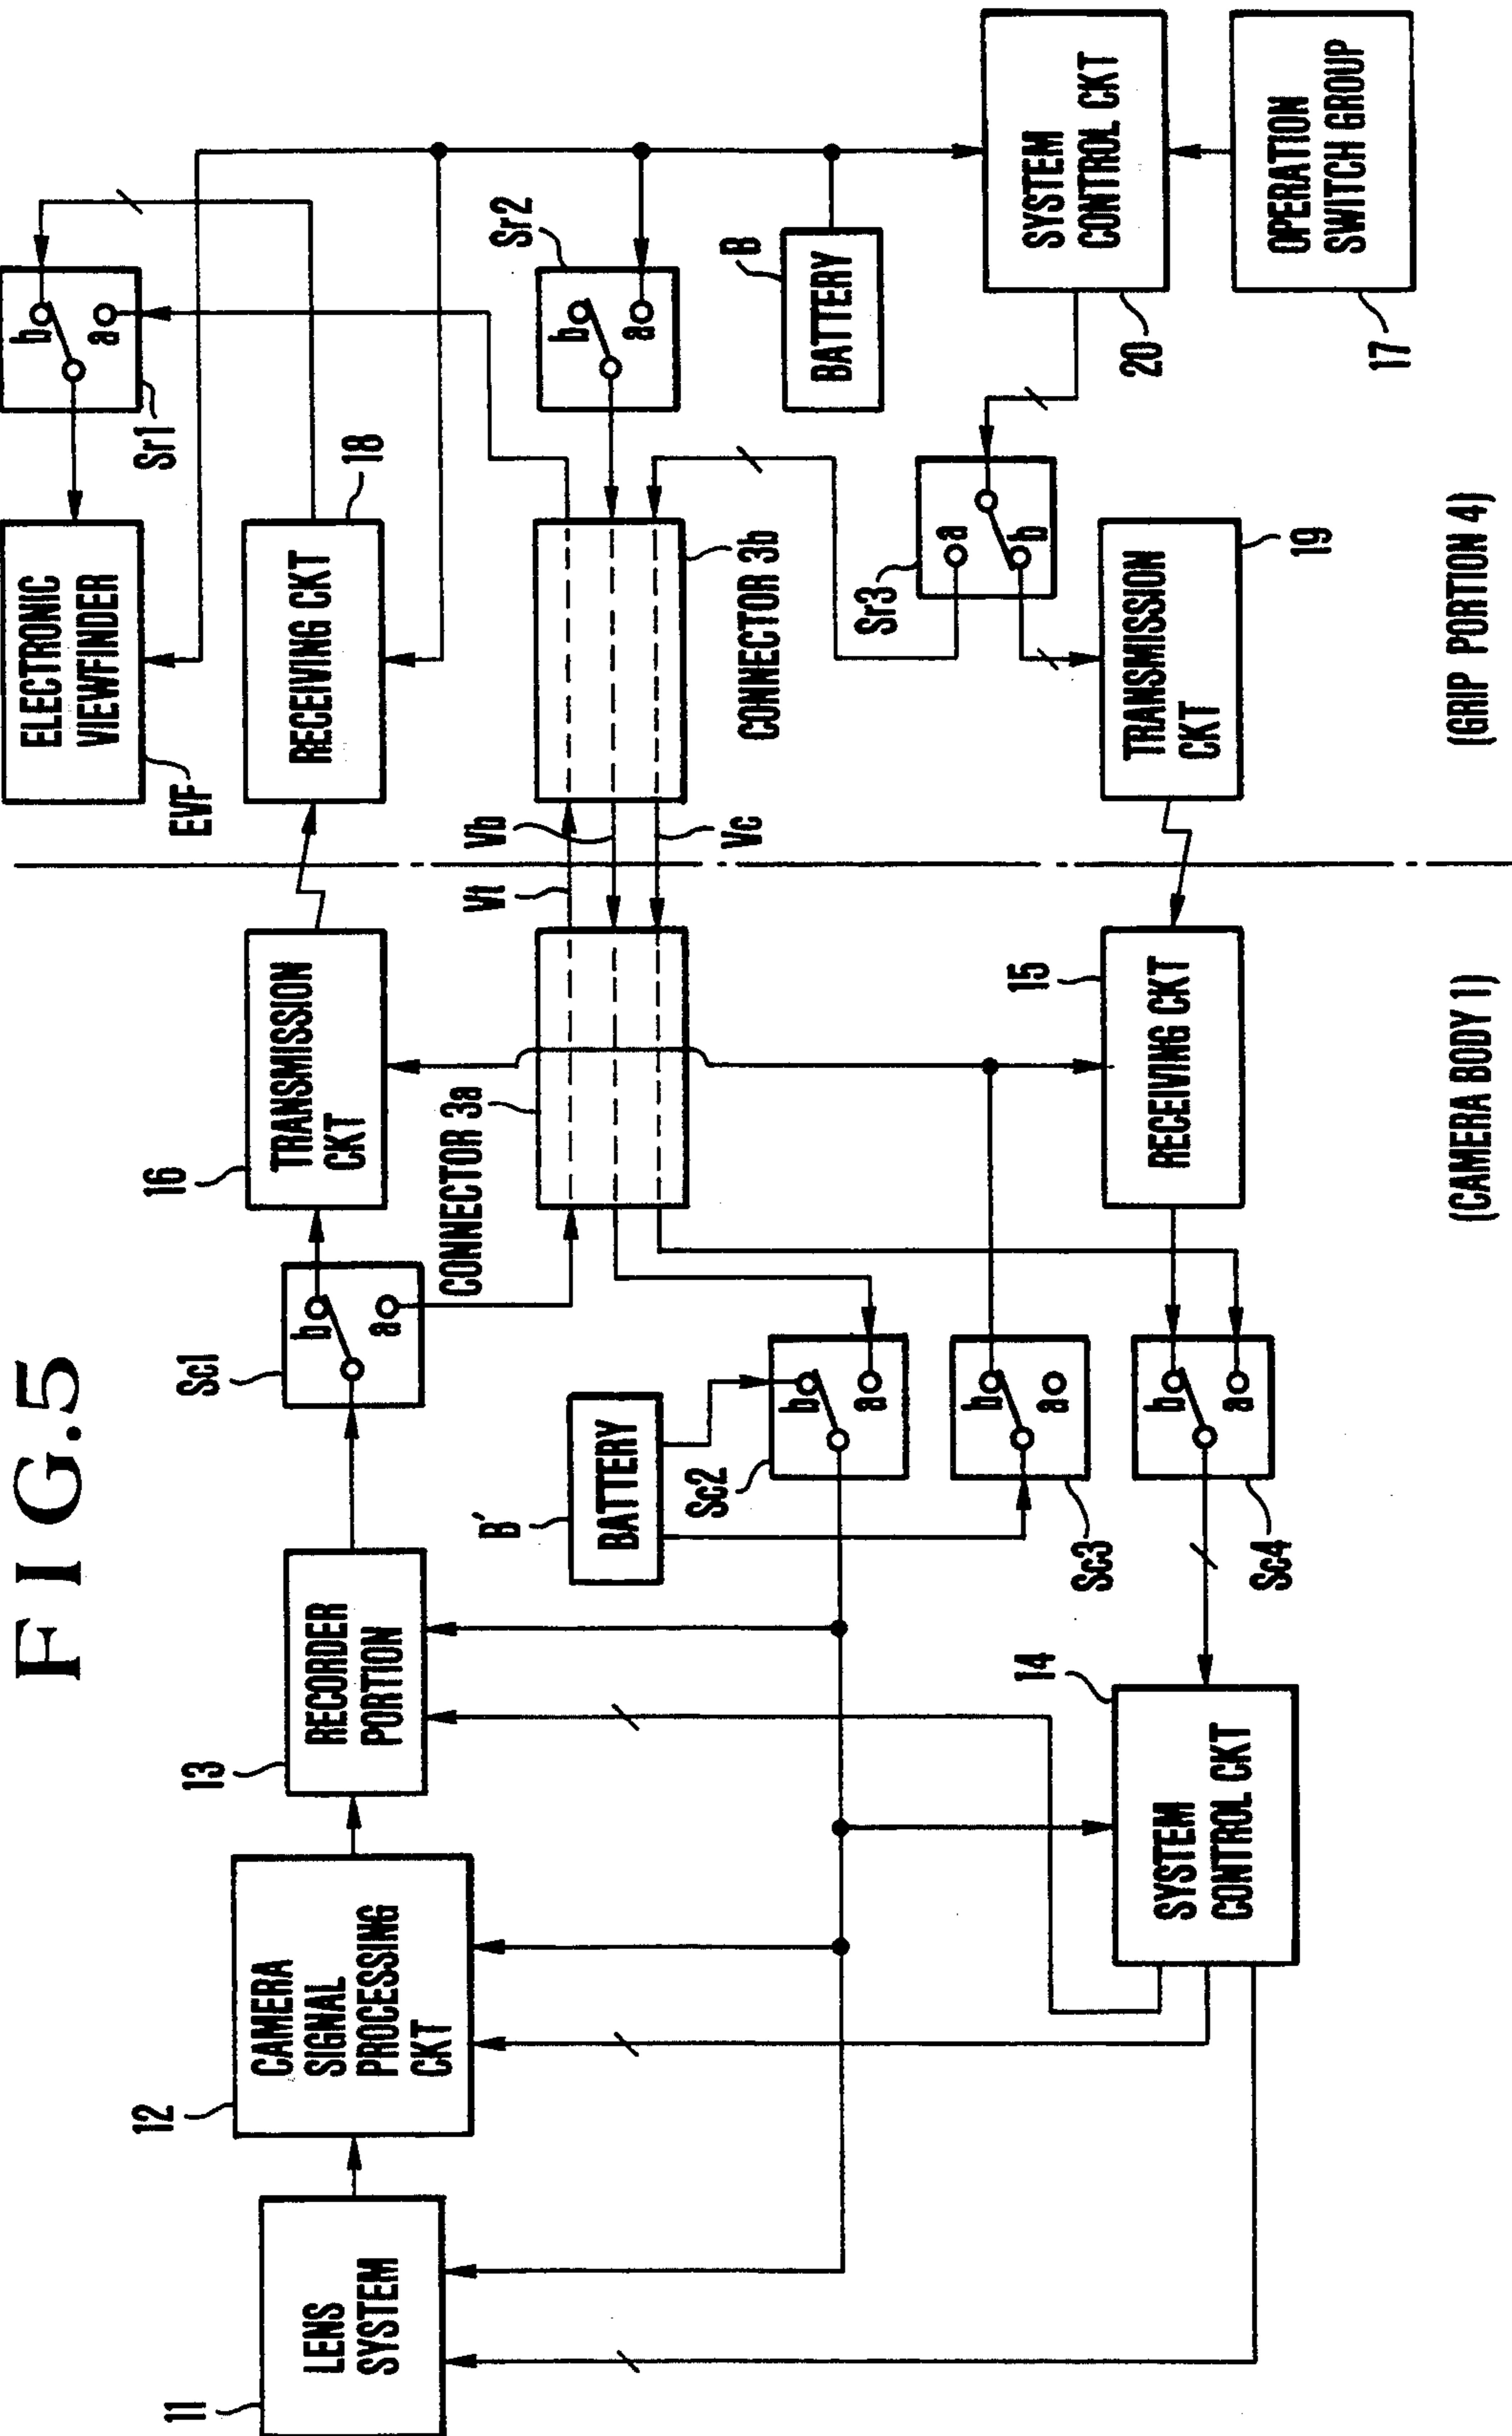 FIG.5
11
LENS
SYSTEM
12
CAMERA
SIGNAL
PROCESSING
CKT
13
RECORDER
PORTION
Sc1
b
a
16
TRANSMISSION
CKT
CONNECTOR 3a
B'
BATTERY
Sc2
b
a
Sc3
b
a
Sc4
b
a
14
SYSTEM
CONTROL CKT
15
RECEIVING CKT
(CAMERA BODY 1)
V1
Vb
Vc
EVF
ELECTRONIC
VIEWFINDER
Sr1
b
a
RECEIVING CKT
18
CONNECTOR 3b
Sr2
b
a
BATTERY
B
Sr3
a
b
TRANSMISSION
CKT
19
SYSTEM
CONTROL CKT
20
OPERATION
SWITCH GROUP
17
(GRIP PORTION 4)